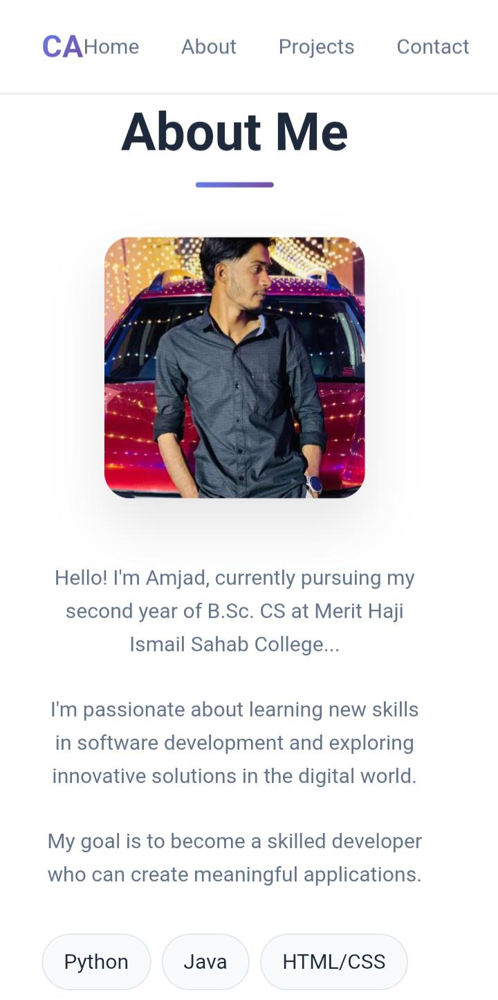 CA Home About Projects Contact
About Me
Hello! I'm Amjad, currently pursuing my
second year of B.Sc. CS at Merit Haji
Ismail Sahab College...
I'm passionate about learning new skills
in software development and exploring
innovative solutions in the digital world.
My goal is to become a skilled developer
who can create meaningful applications.
Python Java HTML/CSS